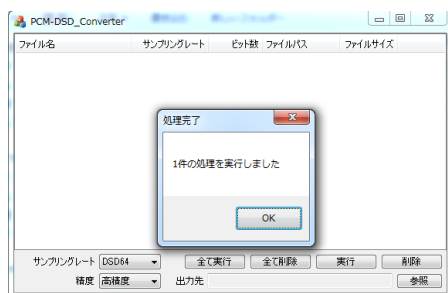 PCM-DSD_Converter
ファイル名 サンプリングレート ビット数 ファイルパス ファイルサイズ
処理完了
1件の処理を実行しました
OK
サンプリングレート DSD64 全て実行 全て削除 実行 削除
精度 高精度 出力先 参照